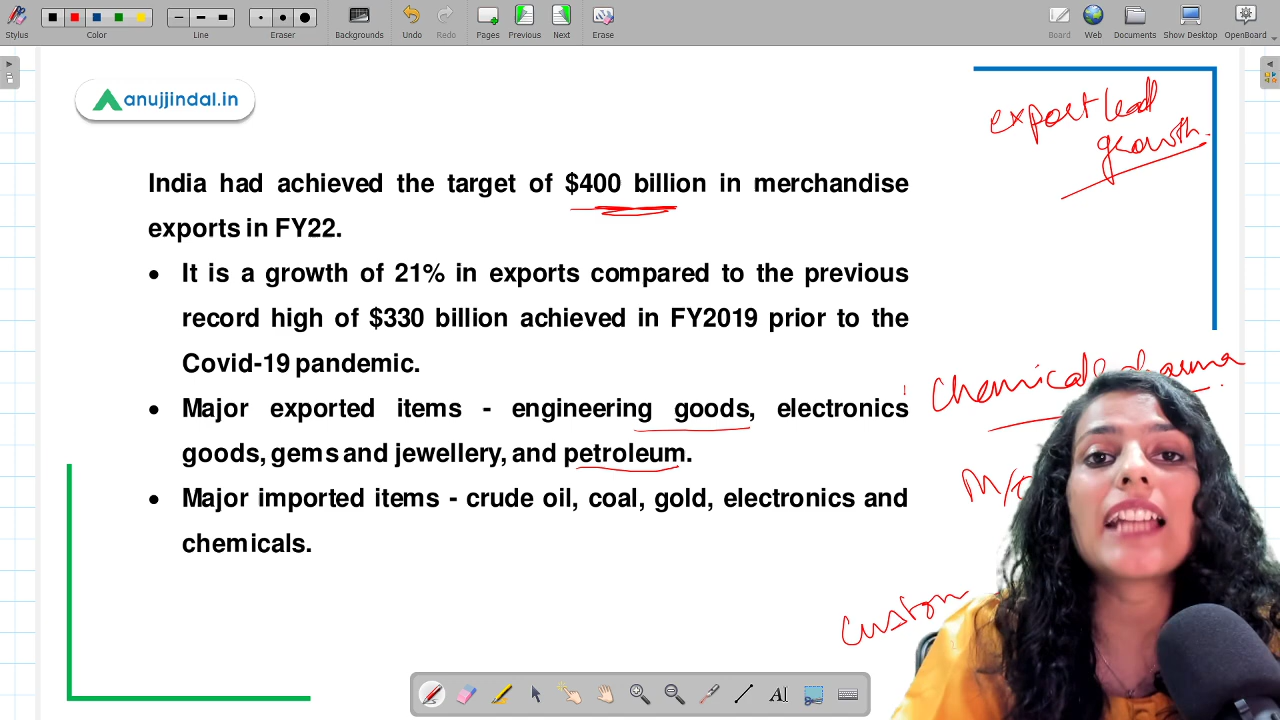 Stylus Color Line Eraser Backgrounds Undo Redo Pages Previous Next Erase Board Web Documents Show Desktop OpenBoard
anujjindal.in
export lead
growth.
India had achieved the target of $400 billion in merchandise
exports in FY22.
• It is a growth of 21% in exports compared to the previous
record high of $330 billion achieved in FY2019 prior to the
Covid-19 pandemic.
• Major exported items - engineering goods, electronics
goods, gems and jewellery, and petroleum.
Chemical pharma
• Major imported items - crude oil, coal, gold, electronics and
chemicals.
Custom
AI